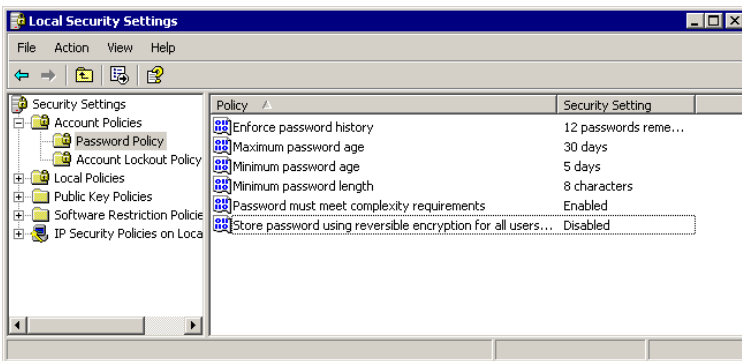 Local Security Settings
File Action View Help
Security Settings
Account Policies
Password Policy
Account Lockout Policy
Local Policies
Public Key Policies
Software Restriction Policie
IP Security Policies on Loca
Policy Security Setting
Enforce password history 12 passwords reme...
Maximum password age 30 days
Minimum password age 5 days
Minimum password length 8 characters
Password must meet complexity requirements Enabled
Store password using reversible encryption for all users... Disabled